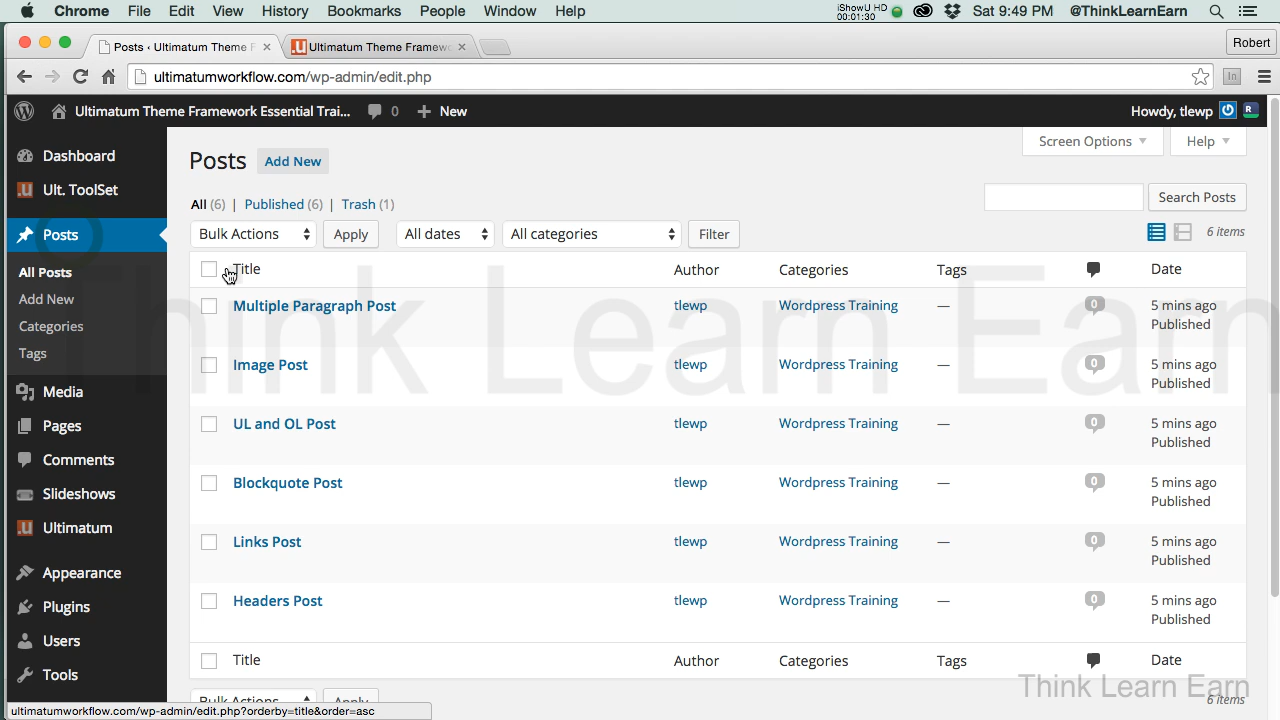 Chrome File Edit View History Bookmarks People Window Help iShowU HD 00:01:30 Sat 9:49 PM @ThinkLearnEarn
Posts ‹ Ultimatum Theme F × Ultimatum Theme Framewo × Robert
ultimatumworkflow.com/wp-admin/edit.php
Ultimatum Theme Framework Essential Trai... 0 + New Howdy, tlewp
Screen Options Help
Dashboard
Ult. ToolSet
Posts
All Posts
Add New
Categories
Tags
Media
Pages
Comments
Slideshows
Ultimatum
Appearance
Plugins
Users
Tools
Posts Add New
All (6) | Published (6) | Trash (1)
Search Posts
Bulk Actions Apply All dates All categories Filter 6 items
Title Author Categories Tags Date
Multiple Paragraph Post tlewp Wordpress Training — 0 5 mins ago
Published
Image Post tlewp Wordpress Training — 0 5 mins ago
Published
UL and OL Post tlewp Wordpress Training — 0 5 mins ago
Published
Blockquote Post tlewp Wordpress Training — 0 5 mins ago
Published
Links Post tlewp Wordpress Training — 0 5 mins ago
Published
Headers Post tlewp Wordpress Training — 0 5 mins ago
Published
Title Author Categories Tags Date
Bulk Actions Apply 6 items
Think Learn Earn
Think Learn Earn
ultimatumworkflow.com/wp-admin/edit.php?orderby=title&order=asc